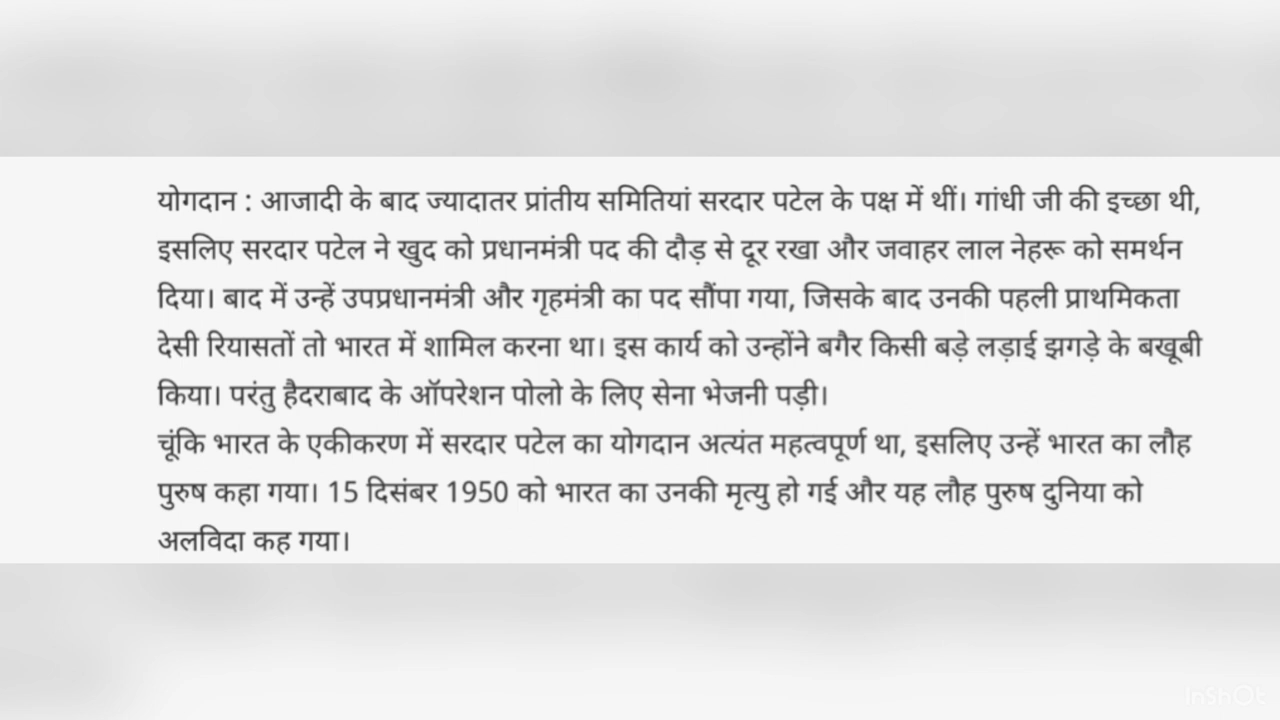 योगदान : आजादी के बाद ज्यादातर प्रांतीय समितियां सरदार पटेल के पक्ष में थीं। गांधी जी की इच्छा थी,
इसलिए सरदार पटेल ने खुद को प्रधानमंत्री पद की दौड़ से दूर रखा और जवाहर लाल नेहरू को समर्थन
दिया। बाद में उन्हें उपप्रधानमंत्री और गृहमंत्री का पद सौंपा गया, जिसके बाद उनकी पहली प्राथमिकता
देसी रियासतों तो भारत में शामिल करना था। इस कार्य को उन्होंने बगैर किसी बड़े लड़ाई झगड़े के बखूबी
किया। परंतु हैदराबाद के ऑपरेशन पोलो के लिए सेना भेजनी पड़ी।
चूंकि भारत के एकीकरण में सरदार पटेल का योगदान अत्यंत महत्वपूर्ण था, इसलिए उन्हें भारत का लौह
पुरुष कहा गया। 15 दिसंबर 1950 को भारत का उनकी मृत्यु हो गई और यह लौह पुरुष दुनिया को
अलविदा कह गया।
InShOt